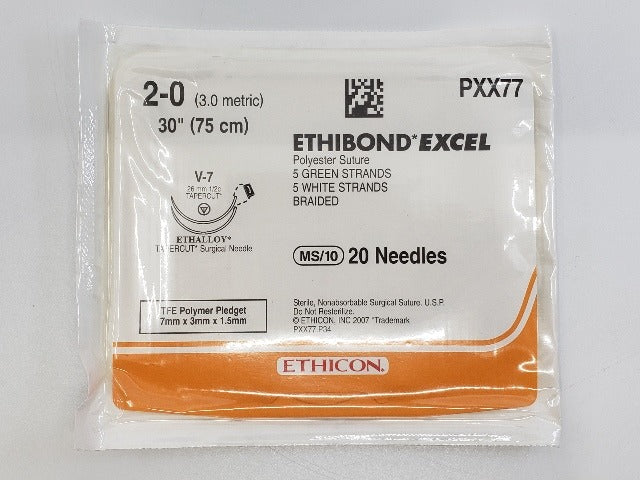 2-0 (3.0 metric)
30" (75 cm)
PXX77
ETHIBOND*EXCEL
Polyester Suture
5 GREEN STRANDS
5 WHITE STRANDS
BRAIDED
V-7
26 mm 1/2c
TAPERCUT*
ETHALLOY*
TAPERCUT* Surgical Needle
MS/10 20 Needles
TFE Polymer Pledget
7mm x 3mm x 1.5mm
Sterile, Nonabsorbable Surgical Suture. U.S.P.
Do Not Resterilize.
© ETHICON, INC 2007 *Trademark
PXX77.P34
ETHICON.